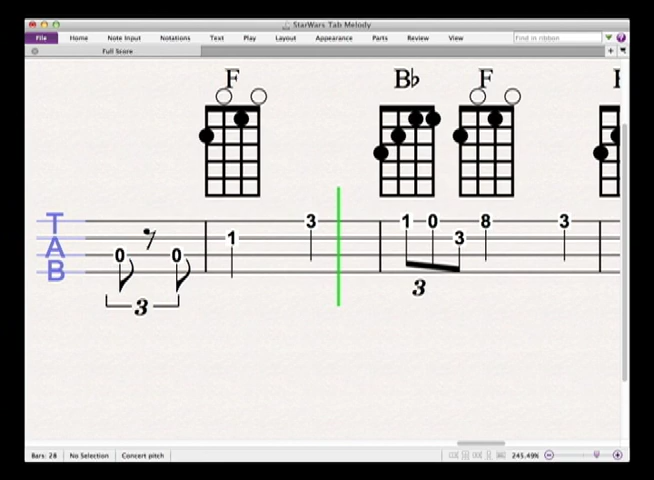 StarWars Tab Melody
File Home Note Input Notations Text Play Layout Appearance Parts Review View Find in ribbon ?
Full Score +
F B♭ F
T
A
B
3 1 0 8 3
1 3
0 0
3 3
Bars: 28 No Selection Concert pitch 245.49%